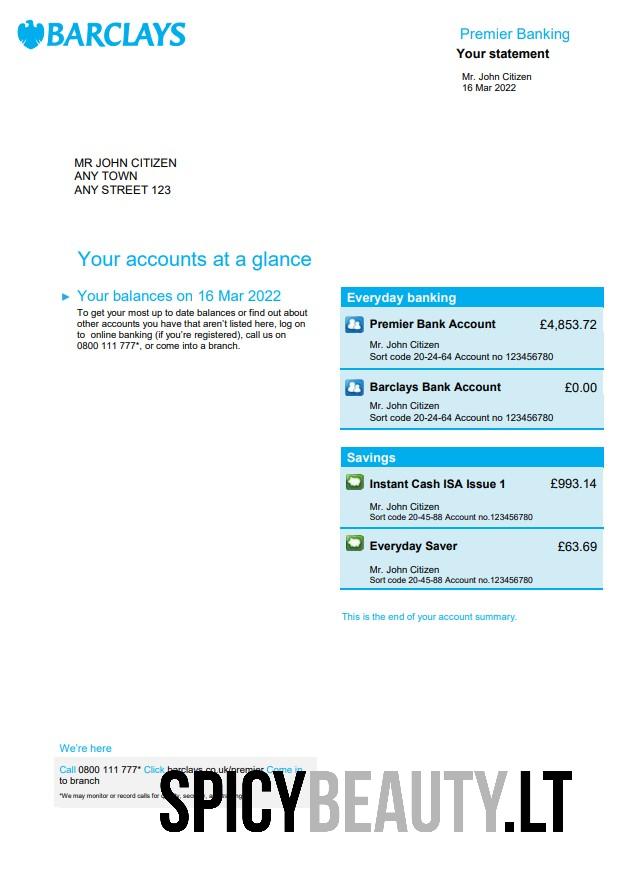 BARCLAYS
Premier Banking
Your statement
Mr. John Citizen
16 Mar 2022
MR JOHN CITIZEN
ANY TOWN
ANY STREET 123
Your accounts at a glance
Your balances on 16 Mar 2022
To get your most up to date balances or find out about
other accounts you have that aren't listed here, log on
to online banking (if you're registered), call us on
0800 111 777*, or come into a branch.
Everyday banking
Premier Bank Account £4,853.72
Mr. John Citizen
Sort code 20-24-64 Account no 123456780
Barclays Bank Account £0.00
Mr. John Citizen
Sort code 20-24-64 Account no 123456780
Savings
Instant Cash ISA Issue 1 £993.14
Mr. John Citizen
Sort code 20-45-88 Account no.123456780
Everyday Saver £63.69
Mr. John Citizen
Sort code 20-45-88 Account no.123456780
This is the end of your account summary.
We're here
Call 0800 111 777* Click barclays.co.uk/premier Come in
to branch
*We may monitor or record calls for
SPICYBEAUTY.LT